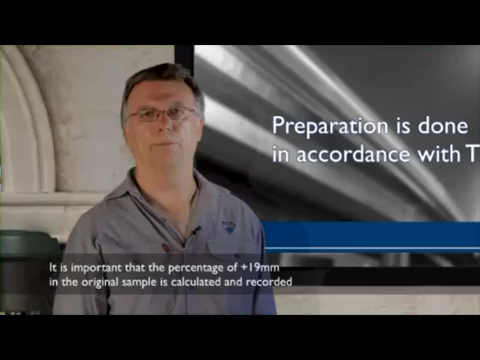 Preparation is done
in accordance with T
It is important that the percentage of +19mm
in the original sample is calculated and recorded